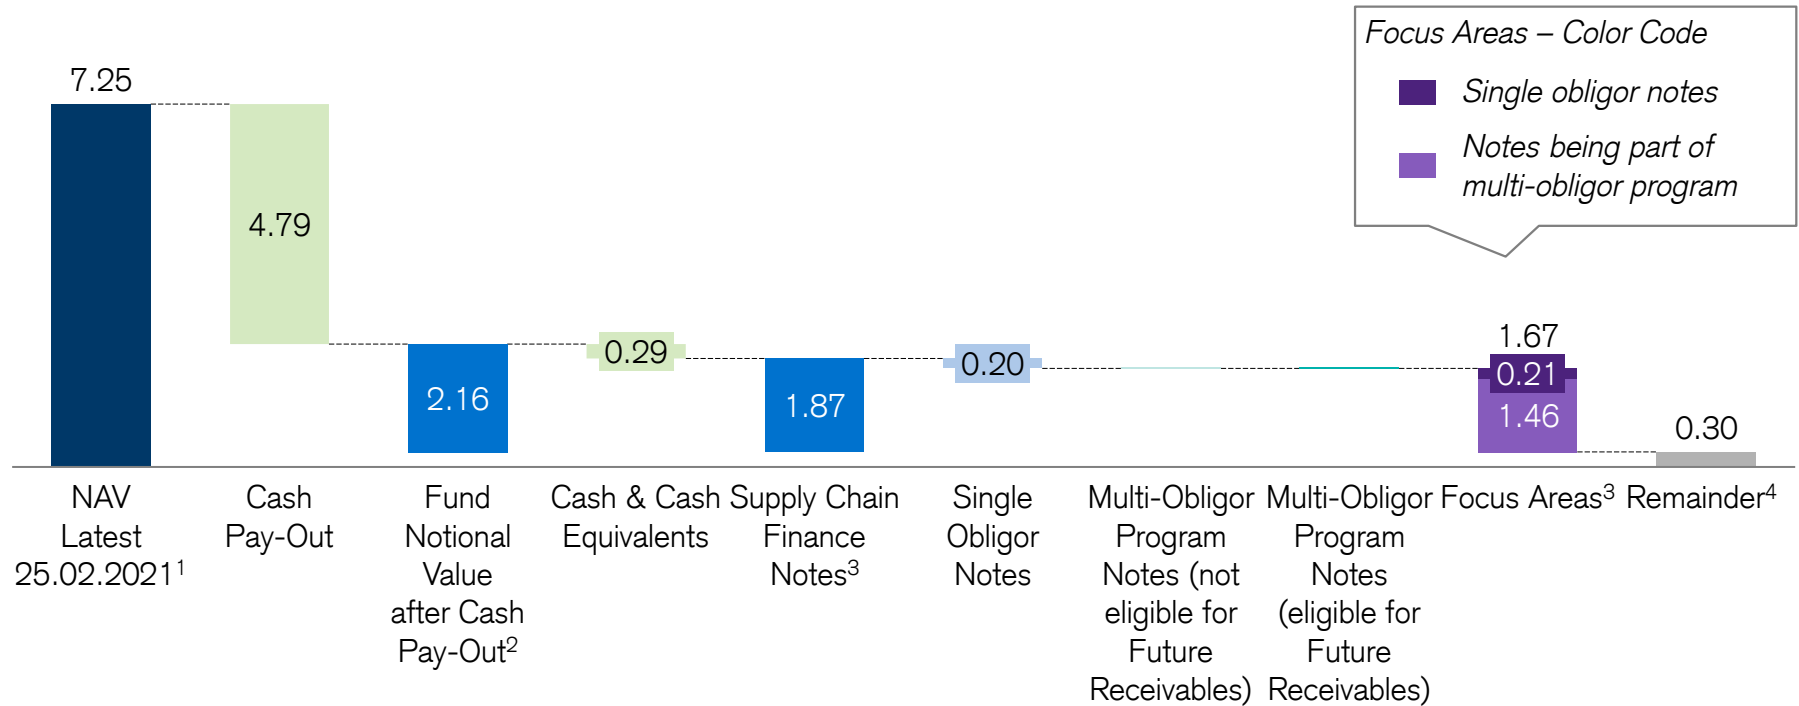 Focus Areas – Color Code
Single obligor notes
Notes being part of
multi-obligor program
7.25
4.79
2.16
0.29
1.87
0.20
1.67
0.21
1.46
0.30
NAV
Latest
25.02.2021¹
Cash
Pay-Out
Fund
Notional
Value
after Cash
Pay-Out²
Cash & Cash
Equivalents
Supply Chain
Finance
Notes³
Single
Obligor
Notes
Multi-Obligor
Program
Notes (not
eligible for
Future
Receivables)
Multi-Obligor
Program
Notes
(eligible for
Future
Receivables)
Focus Areas³
Remainder⁴